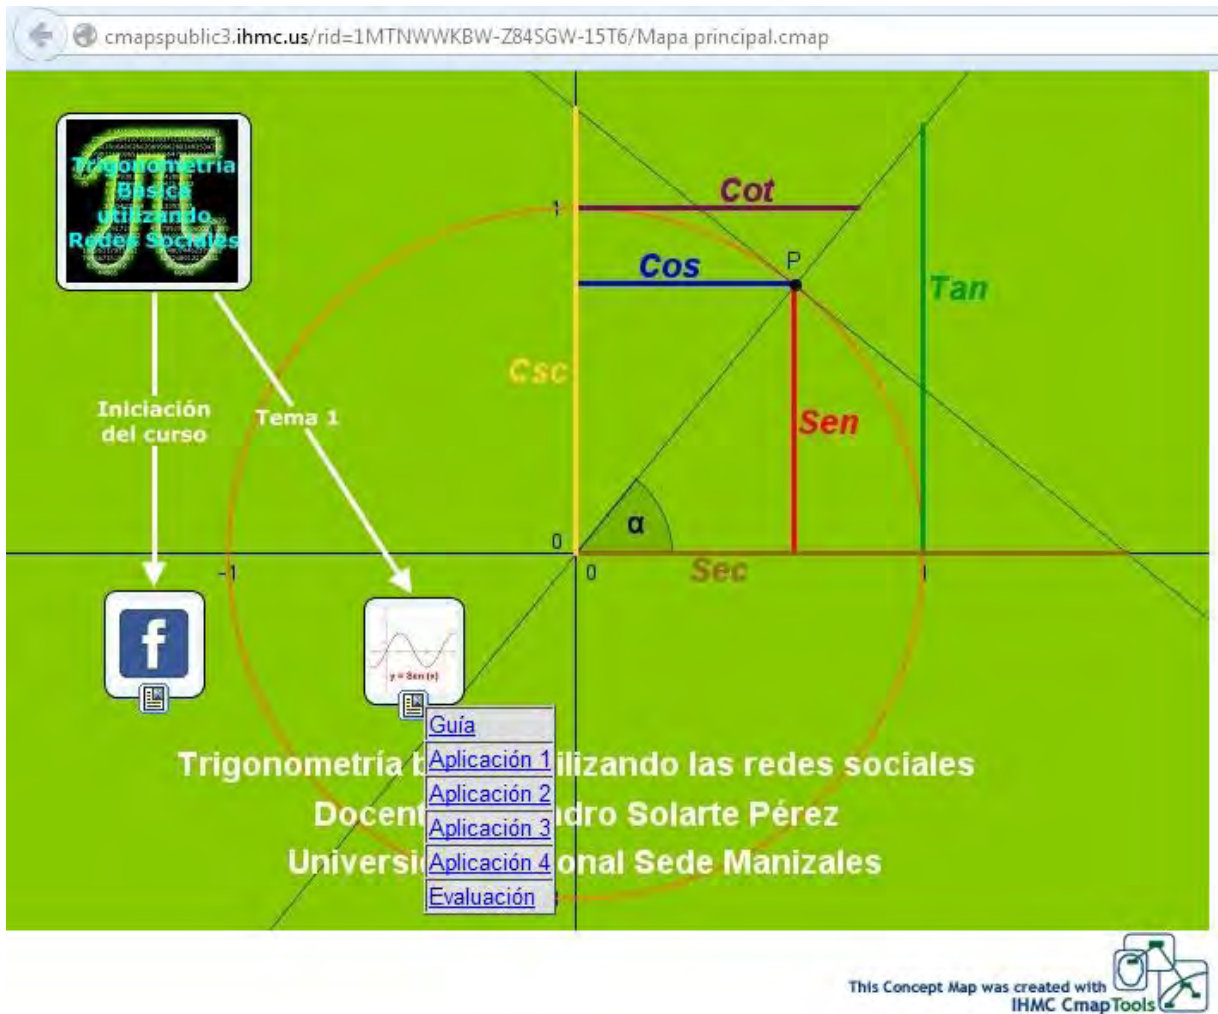 cmapspublic3.ihmc.us/rid=1MTNWWKBW-Z84SGW-15T6/Mapa principal.cmap
Trigonometría
Básica
utilizando
Redes Sociales
Iniciación
del curso
Tema 1
y = Sen (x)
Cot
1
Cos
P
Tan
Csc
Sen
α
0
-1
0
Sec
1
Guía
Aplicación 1
Aplicación 2
Aplicación 3
Aplicación 4
Evaluación
Trigonometría b ilizando las redes sociales
Docent dro Solarte Pérez
Universi onal Sede Manizales
This Concept Map was created with
IHMC CmapTools